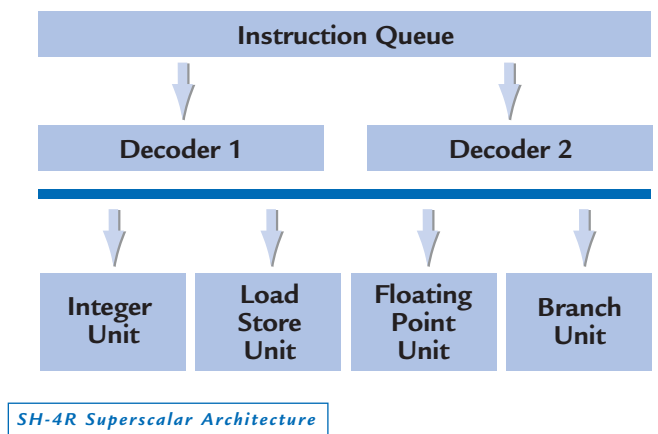 Instruction Queue
Decoder 1
Decoder 2
Integer
Unit
Load
Store
Unit
Floating
Point
Unit
Branch
Unit
SH-4R Superscalar Architecture